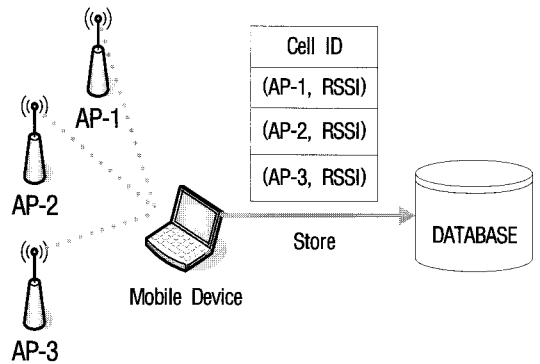 AP-1
AP-2
AP-3
Mobile Device
Cell ID
(AP-1, RSSI)
(AP-2, RSSI)
(AP-3, RSSI)
Store
DATABASE